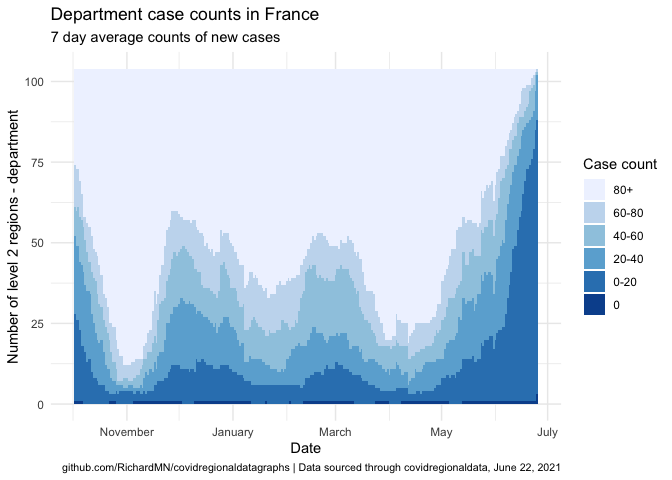 Department case counts in France
7 day average counts of new cases
Number of level 2 regions - department
100
75
50
25
0
November
January
March
May
July
Date
Case count
80+
60-80
40-60
20-40
0-20
0
github.com/RichardMN/covidregionaldatagraphs | Data sourced through covidregionaldata, June 22, 2021